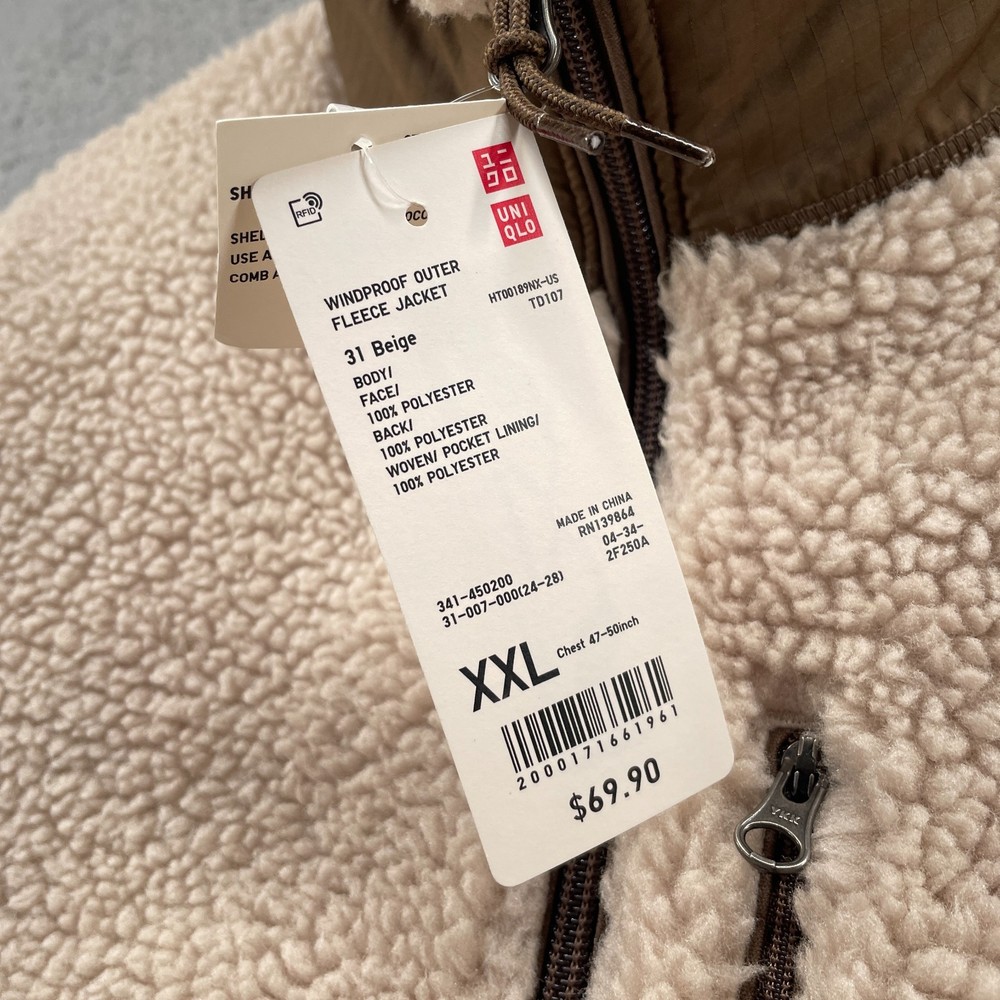 SH
SHEL
USE A
COMB A
RFID
ユニ
クロ
UNI
QLO
WINDPROOF OUTER
FLEECE JACKET
HT00189NX-US
TD107
31 Beige
BODY/
FACE/
100% POLYESTER
BACK/
100% POLYESTER
WOVEN/ POCKET LINING/
100% POLYESTER
MADE IN CHINA
RN139864
04-34-
2F250A
341-450200
31-007-000(24-28)
XXL Chest 47-50inch
2000171661961
$69.90
YKK